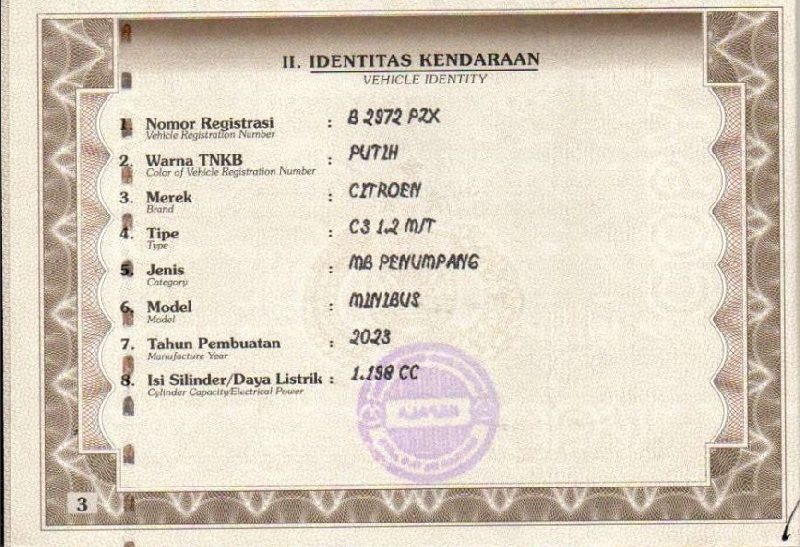 II. IDENTITAS KENDARAAN
VEHICLE IDENTITY
1. Nomor Registrasi : B 2972 PZX
Vehicle Registration Number
2. Warna TNKB : PUTIH
Color of Vehicle Registration Number
3. Merek : CITROEN
Brand
4. Tipe : C3 1.2 M/T
Type
5. Jenis : MB PENUMPANG
Category
6. Model : MINIBUS
Model
7. Tahun Pembuatan : 2023
Manufacture Year
8. Isi Silinder/Daya Listrik : 1.198 CC
Cylinder Capacity/Electrical Power
3